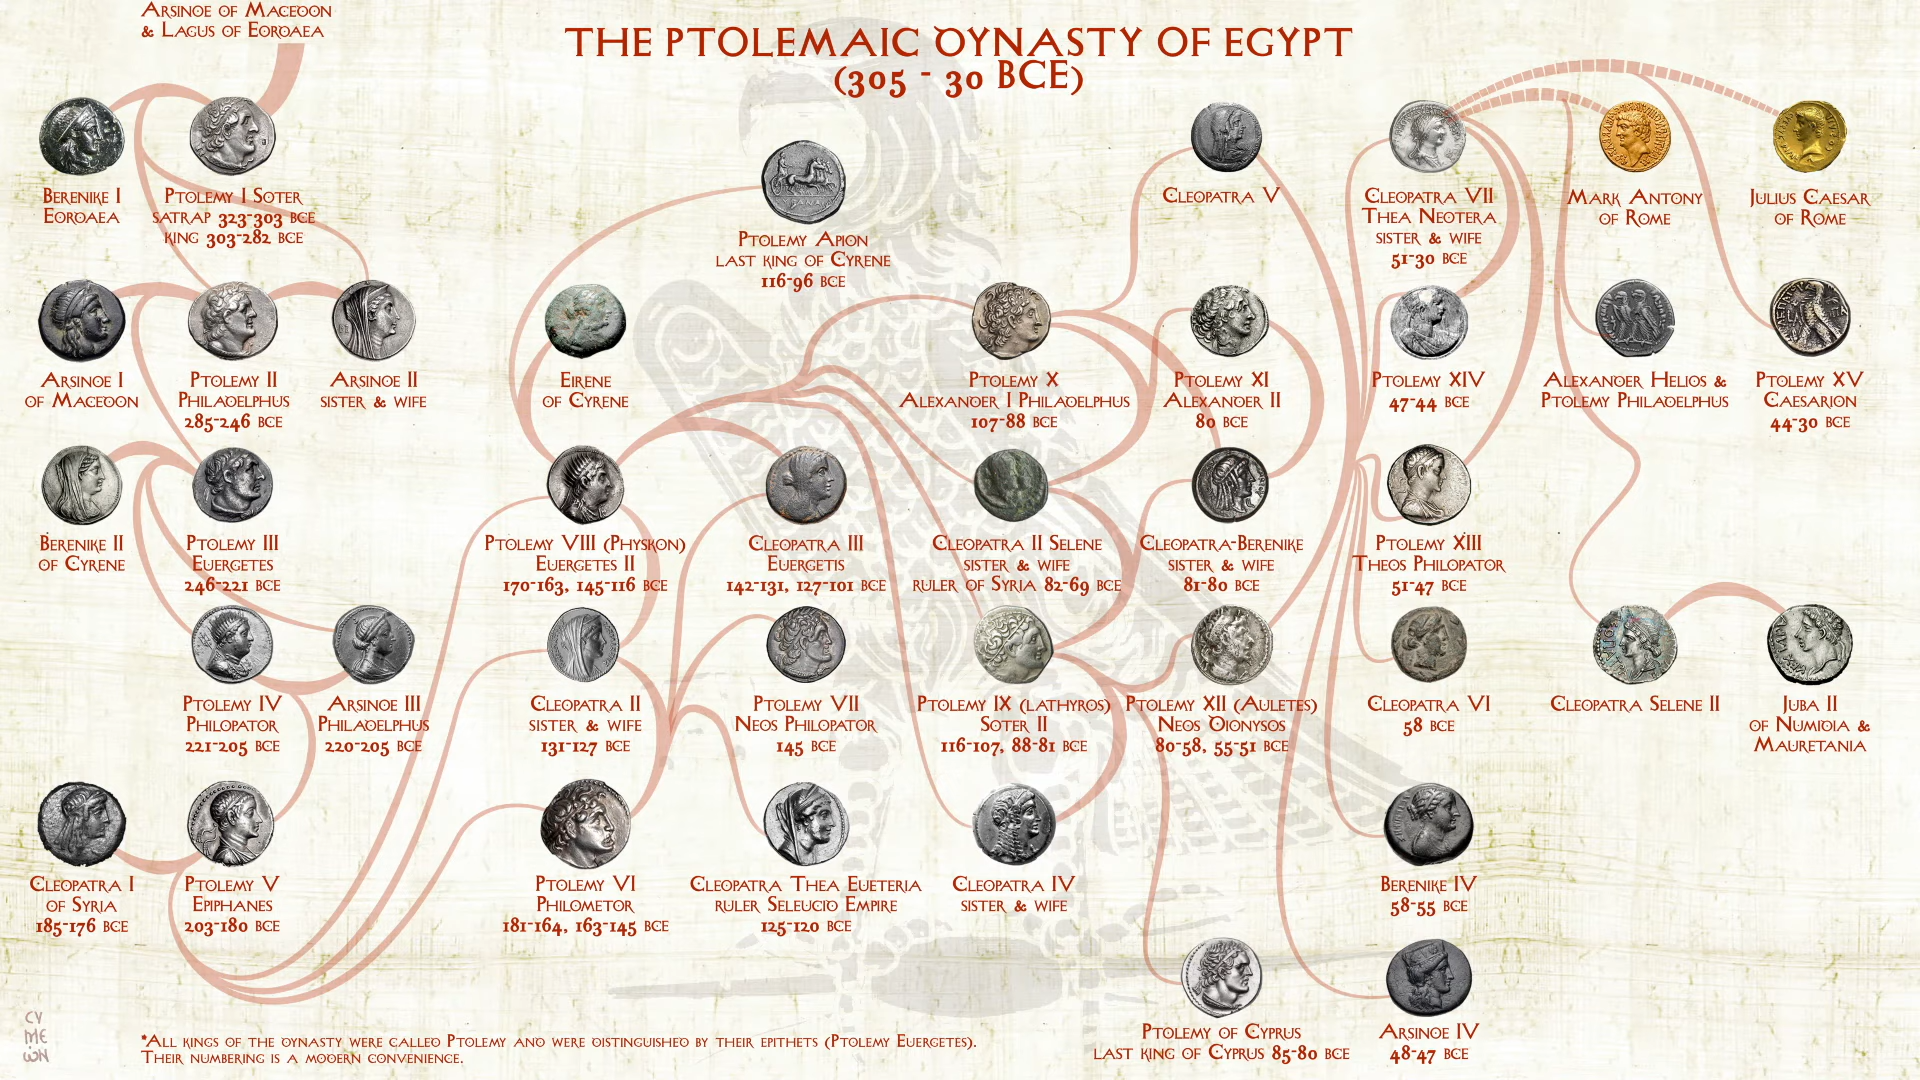 Arsinoe of Macedon
& Lagus of Eordaea
The Ptolemaic Dynasty of Egypt
(305 - 30 BCE)
Berenike I
Eordaea
Ptolemy I Soter
satrap 323-303 BCE
king 303-282 BCE
Ptolemy Apion
last king of Cyrene
116-96 BCE
Cleopatra V
Cleopatra VII
Thea Neotera
sister & wife
51-30 BCE
Mark Antony
of Rome
Julius Caesar
of Rome
Arsinoe I
of Macedon
Ptolemy II
Philadelphus
285-246 BCE
Arsinoe II
sister & wife
Eirene
of Cyrene
Ptolemy X
Alexander I Philadelphus
107-88 BCE
Ptolemy XI
Alexander II
80 BCE
Ptolemy XIV
47-44 BCE
Alexander Helios &
Ptolemy Philadelphus
Ptolemy XV
Caesarion
44-30 BCE
Berenike II
of Cyrene
Ptolemy III
Euergetes
246-221 BCE
Ptolemy VIII (Physkon)
Euergetes II
170-163, 145-116 BCE
Cleopatra III
Euergetis
142-131, 127-101 BCE
Cleopatra II Selene
sister & wife
ruler of Syria 82-69 BCE
Cleopatra-Berenike
sister & wife
81-80 BCE
Ptolemy XIII
Theos Philopator
51-47 BCE
Ptolemy IV
Philopator
221-205 BCE
Arsinoe III
Philadelphus
220-205 BCE
Cleopatra II
sister & wife
131-127 BCE
Ptolemy VII
Neos Philopator
145 BCE
Ptolemy IX (Lathyros)
Soter II
116-107, 88-81 BCE
Ptolemy XII (Auletes)
Neos Dionysos
80-58, 55-51 BCE
Cleopatra VI
58 BCE
Cleopatra Selene II
Juba II
of Numidia &
Mauretania
Cleopatra I
of Syria
185-176 BCE
Ptolemy V
Epiphanes
203-180 BCE
Ptolemy VI
Philometor
181-164, 163-145 BCE
Cleopatra Thea Eueteria
ruler Seleucid Empire
125-120 BCE
Cleopatra IV
sister & wife
Berenike IV
58-55 BCE
Ptolemy of Cyprus
last king of Cyprus 85-80 BCE
Arsinoe IV
48-47 BCE
*All kings of the dynasty were called Ptolemy and were distinguished by their epithets (Ptolemy Euergetes).
Their numbering is a modern convenience.